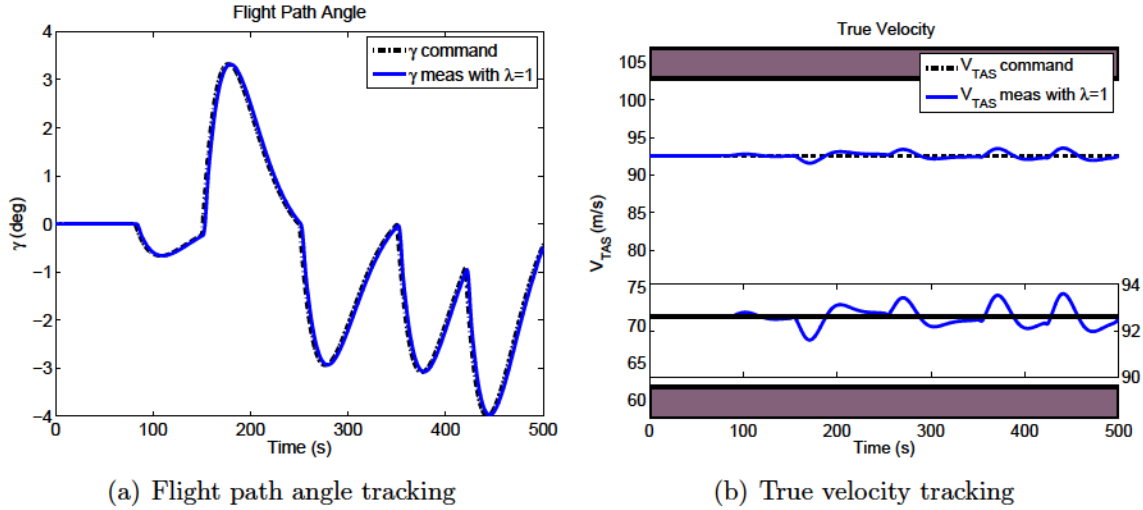 Flight Path Angle
4
3
2
1
0
−1
−2
−3
−4
γ (deg)
γ command
γ meas with λ=1
0 100 200 300 400 500
Time (s)
(a) Flight path angle tracking
True Velocity
105
100
95
90
85
80
75
70
65
60
V_TAS (m/s)
V_TAS command
V_TAS meas with λ=1
94
92
90
0 100 200 300 400 500
Time (s)
(b) True velocity tracking